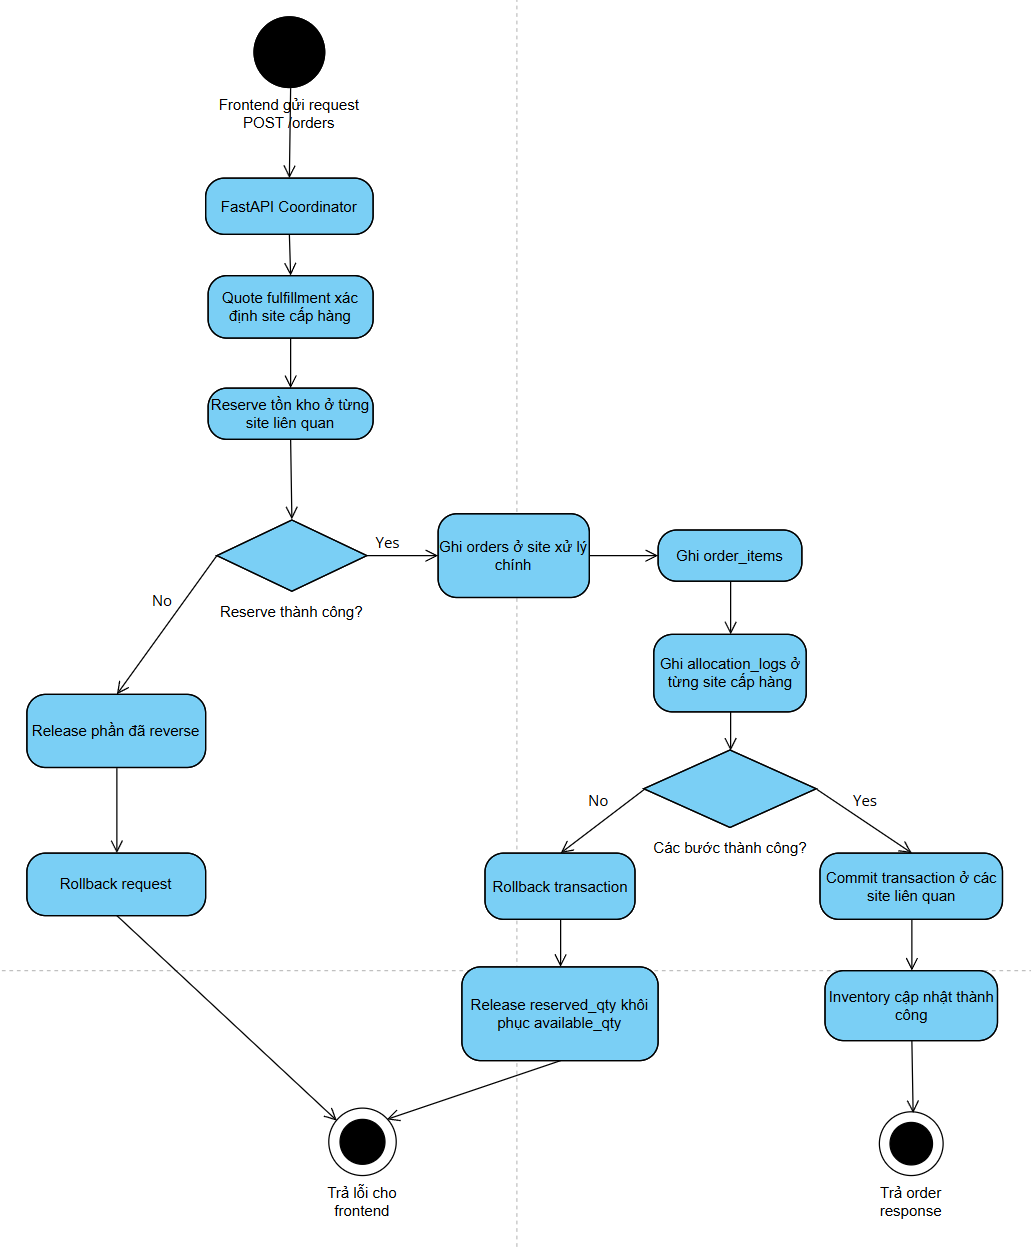 Frontend gửi request
POST /orders
FastAPI Coordinator
Quote fulfillment xác
định site cấp hàng
Reserve tồn kho ở từng
site liên quan
Reserve thành công?
Yes
No
Ghi orders ở site xử lý
chính
Ghi order_items
Ghi allocation_logs ở
từng site cấp hàng
Release phần đã reverse
Rollback request
Các bước thành công?
No
Yes
Rollback transaction
Commit transaction ở các
site liên quan
Release reserved_qty khôi
phục available_qty
Inventory cập nhật thành
công
Trả lỗi cho
frontend
Trả order
response